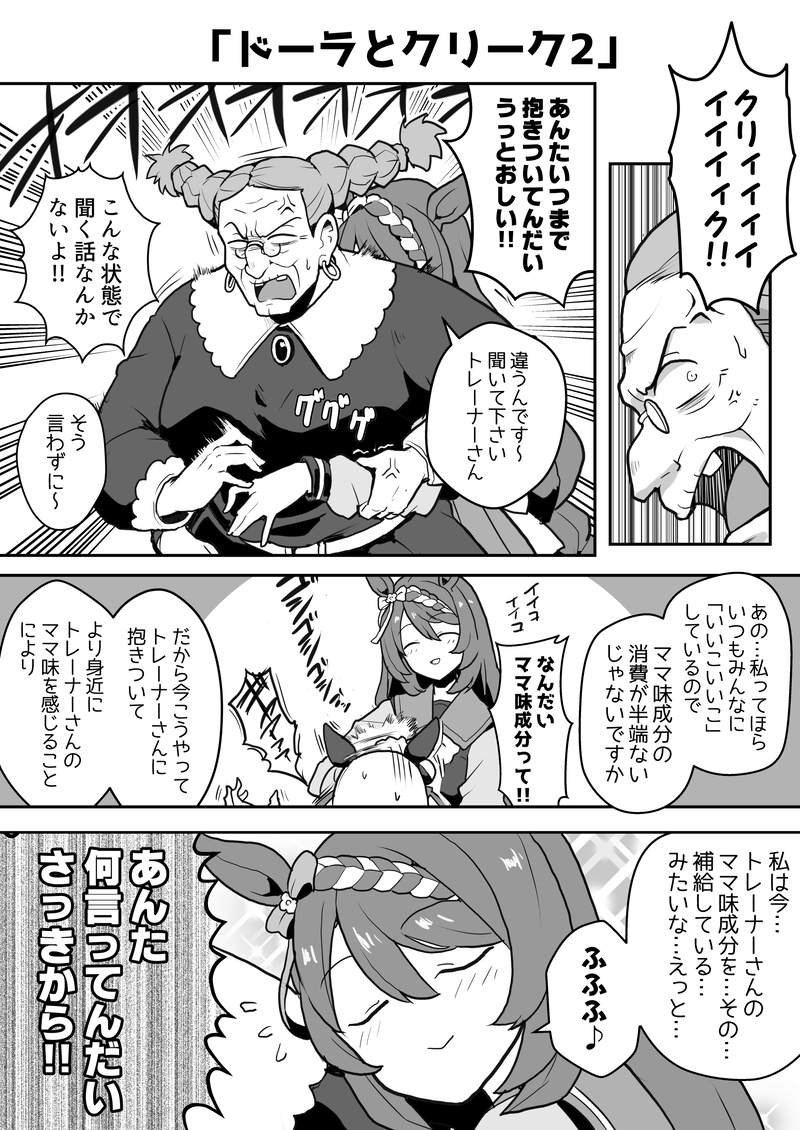 「ドーラとクリーク2」
クリィィィイ
イイイィク!!
あんたいつまで
抱きついてんだい
うっとおしい!!
こんな状態で
聞く話なんか
ないよ!!
違うんです〜
聞いて下さい
トレーナーさん
ググゲ
そう
言わずに〜
あの…私ってほら
いつもみんなに
「いいこいいこ」
しているので
ママ味成分の
消費が半端ない
じゃないですか
イイコ
イイコ
なんだい
ママ味成分って!!
だから今こうやって
トレーナーさんに
抱きついて
より身近に
トレーナーさんの
ママ味を感じること
により
私は今…
トレーナーさんの
ママ味成分を…その…
補給している…
みたいな…えっと…
ふふふ♪
あんた
何言ってんだい
さっきから!!